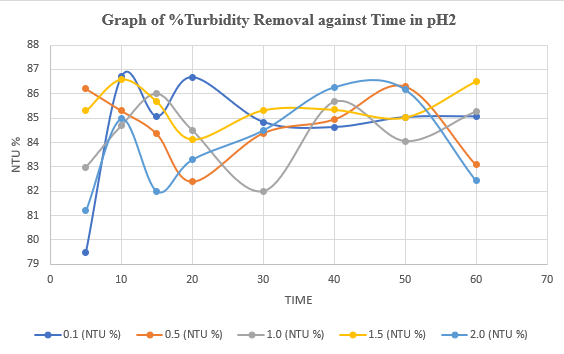 Graph of %Turbidity Removal against Time in pH2
88
87
86
85
84
83
82
81
80
79
NTU %
0 10 20 30 40 50 60 70
TIME
0.1 (NTU %) 0.5 (NTU %) 1.0 (NTU %) 1.5 (NTU %) 2.0 (NTU %)